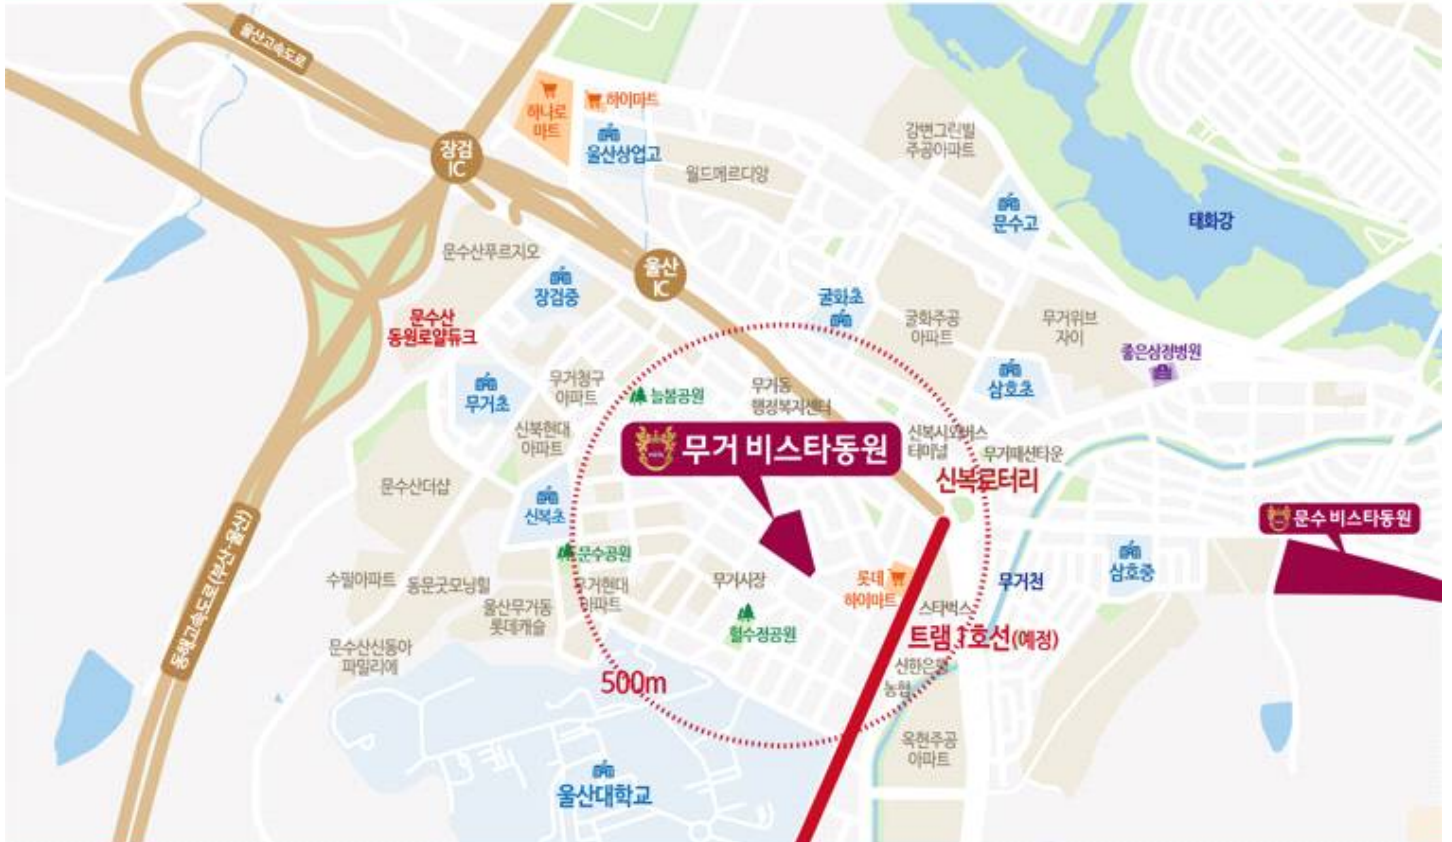 울산고속도로
하나로
마트
하이마트
울산상업고
장검
IC
월드메르디앙
강변그린빌
주공아파트
문수고
태화강
문수산푸르지오
울산
IC
장검중
굴화초
문수산
동원로얄듀크
굴화주공
아파트
무거위브
자이
좋은삼정병원
무거초
무거청구
아파트
늘봄공원
무거동
행정복지센터
삼호초
신복현대
아파트
무거 비스타동원
신복시외버스
터미널
무거패션타운
신복로터리
문수산더샵
신복초
문수 비스타동원
동해고속도로(부산-울산)
문수공원
수필아파트
동문굿모닝힐
울산무거동
롯데캐슬
무거현대
아파트
무거시장
롯데
하이마트
무거천
삼호중
스타벅스
헐수정공원
트램 1호선(예정)
문수산신동아
파밀리에
500m
신한은행
농협
옥현주공
아파트
울산대학교